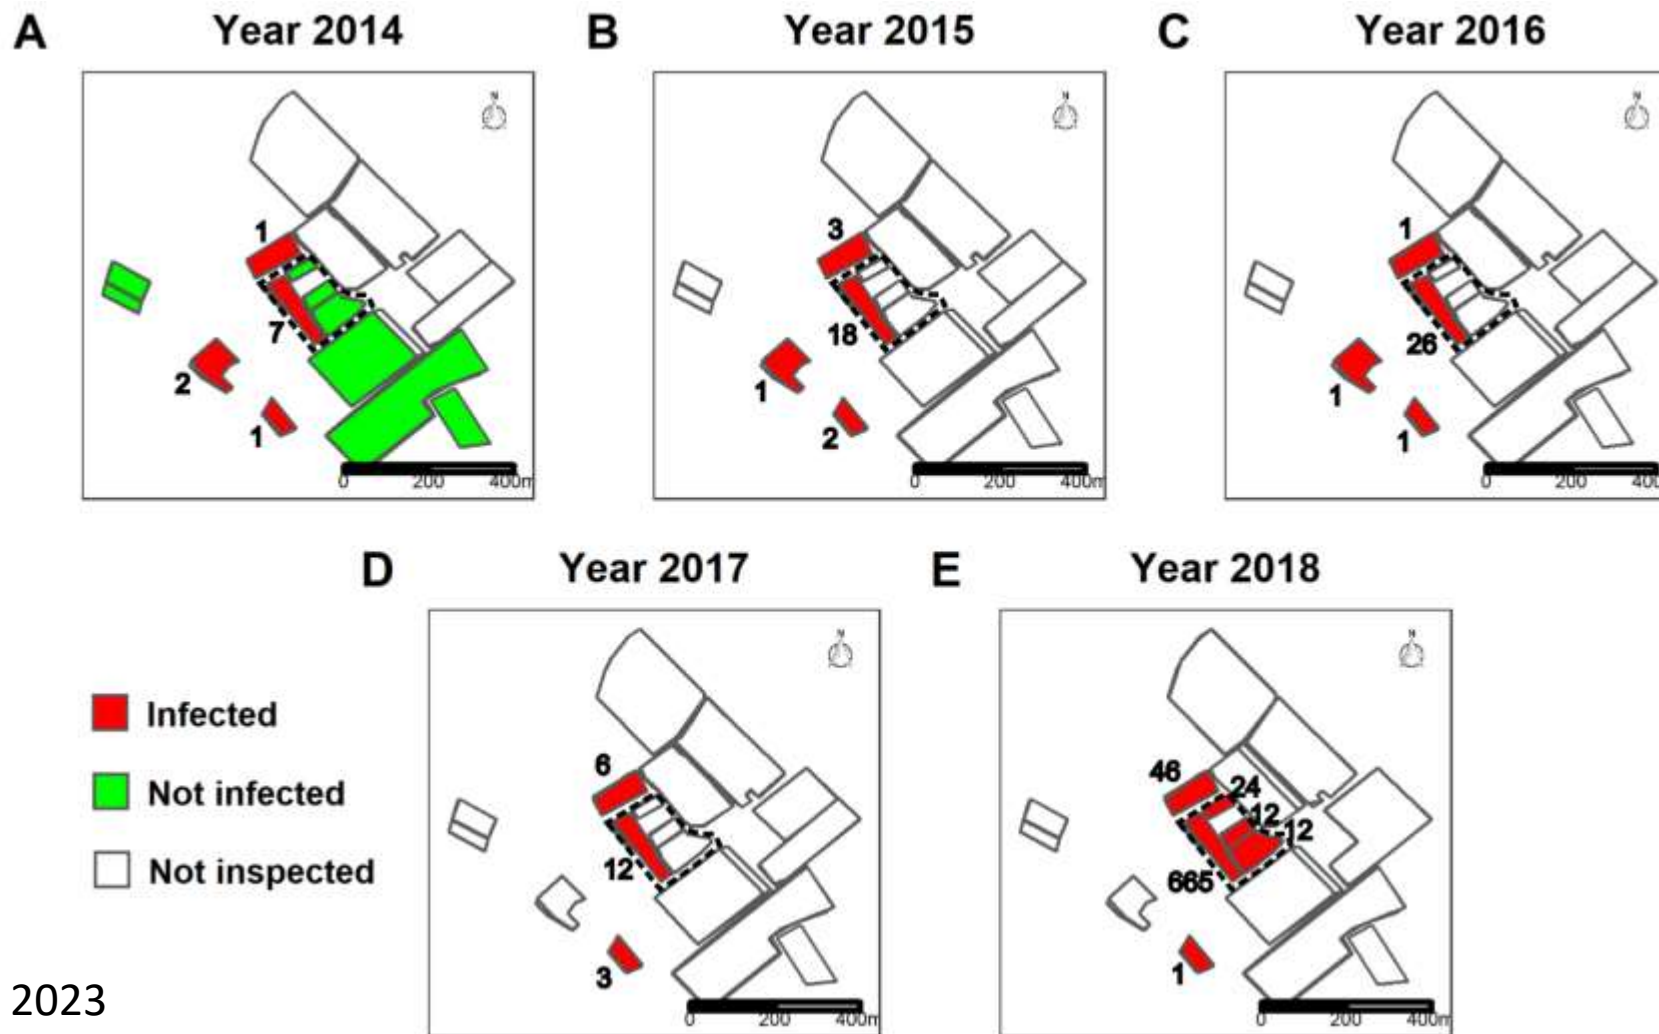 A Year 2014
B Year 2015
C Year 2016
N
N
N
1
7
2
1
3
18
1
2
1
26
1
1
0 200 400m
0 200 400m
0 200 40
D Year 2017
E Year 2018
N
N
Infected
Not infected
Not inspected
6
12
3
46
24
12
12
665
1
0 200 400m
0 200 400m
2023